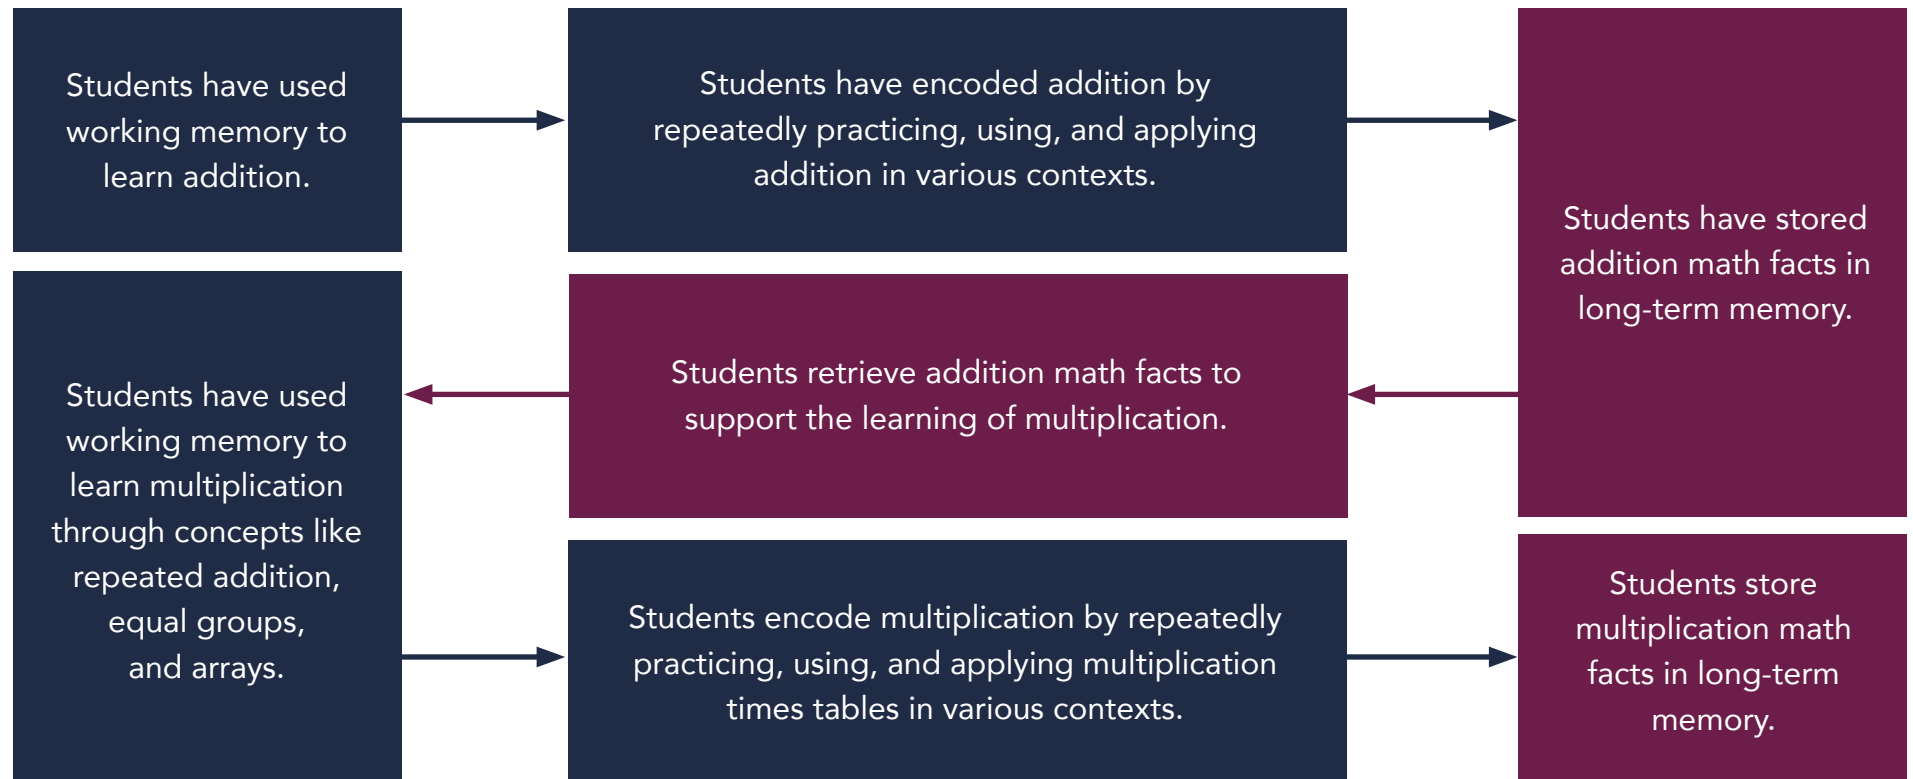 Students have used
working memory to
learn addition.
Students have encoded addition by
repeatedly practicing, using, and applying
addition in various contexts.
Students have stored
addition math facts in
long-term memory.
Students retrieve addition math facts to
support the learning of multiplication.
Students have used
working memory to
learn multiplication
through concepts like
repeated addition,
equal groups,
and arrays.
Students encode multiplication by repeatedly
practicing, using, and applying multiplication
times tables in various contexts.
Students store
multiplication math
facts in long-term
memory.